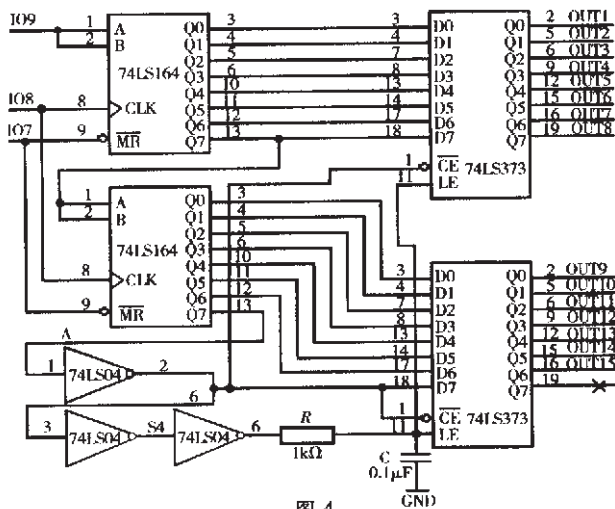 IO9 1 A Q0 3 3 D0 Q0 2 OUT1
2 B Q1 4 4 D1 Q1 5 OUT2
Q2 5 7 D2 Q2 6 OUT3
74LS164 Q3 6 8 D3 Q3 9 OUT4
Q4 10 13 D4 Q4 12 OUT5
IO8 8 CLK Q5 11 14 D5 Q5 15 OUT6
Q6 12 17 D6 Q6 16 OUT7
IO7 9 MR Q7 13 18 D7 Q7 19 OUT8
1 CE 74LS373
11 LE
1 A Q0 3
2 B Q1 4
Q2 5
74LS164 Q3 6
Q4 10
8 CLK Q5 11
Q6 12
9 MR Q7 13
3 D0 Q0 2 OUT9
4 D1 Q1 5 OUT10
7 D2 Q2 6 OUT11
8 D3 Q3 9 OUT12
13 D4 Q4 12 OUT13
14 D5 Q5 15 OUT14
17 D6 Q6 16 OUT15
18 D7 Q7 19
1 CE 74LS373
11 LE
A
1 74LS04 2
6
3 74LS04 S4 74LS04 6 R
1kΩ
C
0.1μF
GND
图 4